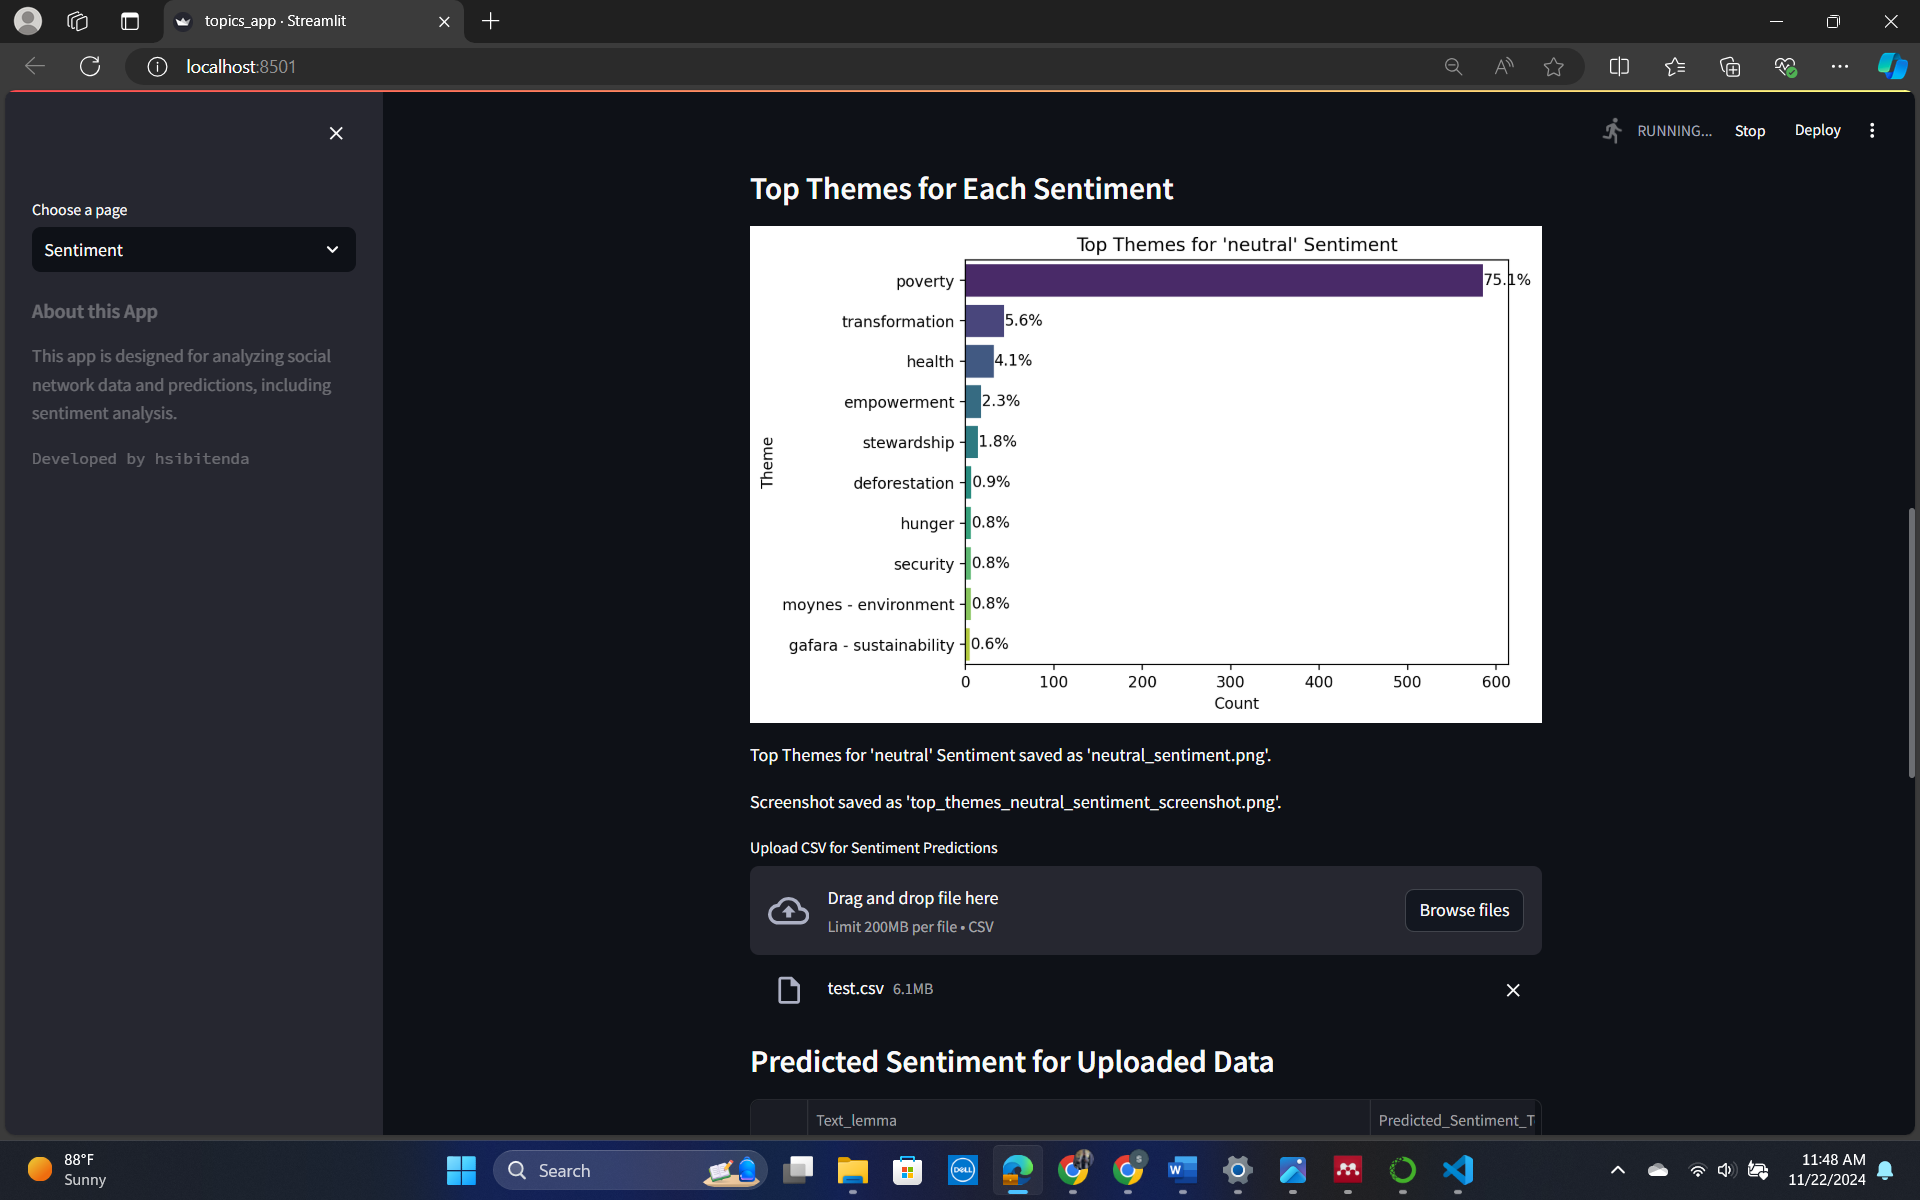 topics_app · Streamlit
localhost:8501
RUNNING...
Stop
Deploy
Choose a page
Sentiment
About this App
This app is designed for analyzing social
network data and predictions, including
sentiment analysis.
Developed by hsibitenda
Top Themes for Each Sentiment
Top Themes for 'neutral' Sentiment
poverty 75.1%
transformation 5.6%
health 4.1%
empowerment 2.3%
stewardship 1.8%
deforestation 0.9%
hunger 0.8%
security 0.8%
moynes - environment 0.8%
gafara - sustainability 0.6%
Theme
0 100 200 300 400 500 600
Count
Top Themes for 'neutral' Sentiment saved as 'neutral_sentiment.png'.
Screenshot saved as 'top_themes_neutral_sentiment_screenshot.png'.
Upload CSV for Sentiment Predictions
Drag and drop file here
Limit 200MB per file • CSV
Browse files
test.csv 6.1MB
Predicted Sentiment for Uploaded Data
Text_lemma
Predicted_Sentiment_T
88°F
Sunny
Search
DELL
W
S
11:48 AM
11/22/2024